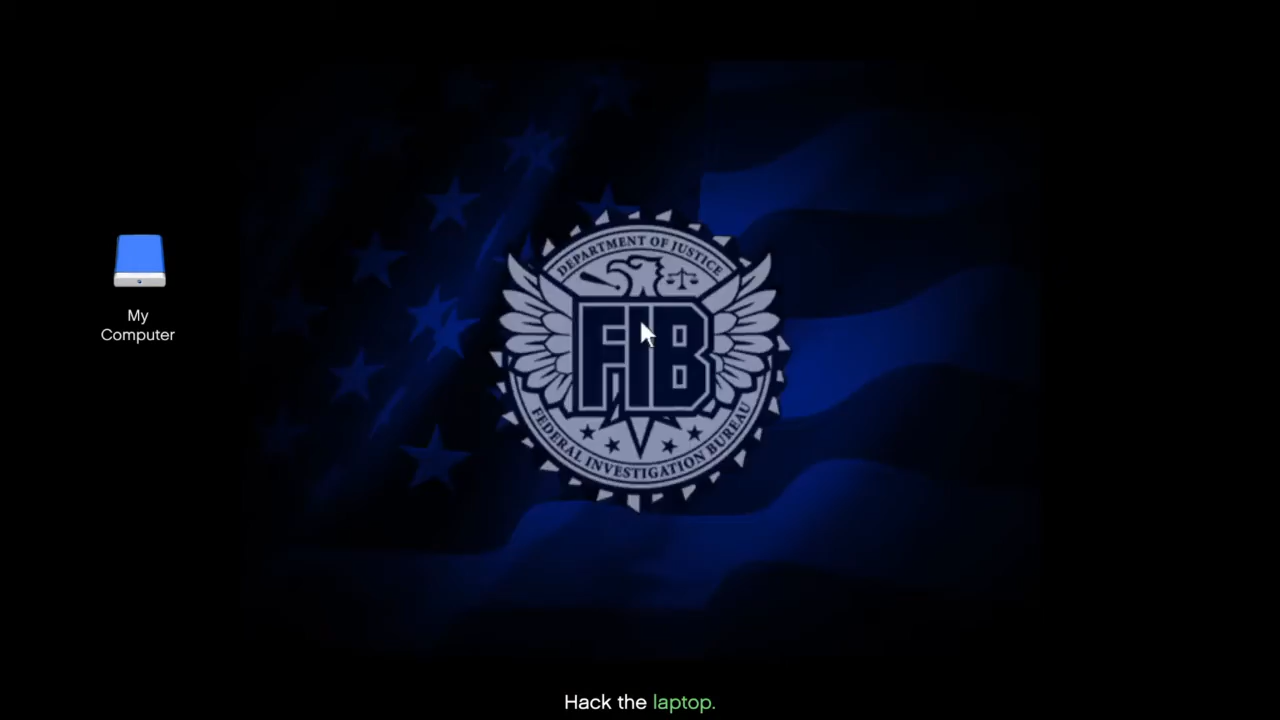 DEPARTMENT OF JUSTICE
FIB
FEDERAL INVESTIGATION BUREAU
My
Computer
Hack the laptop.